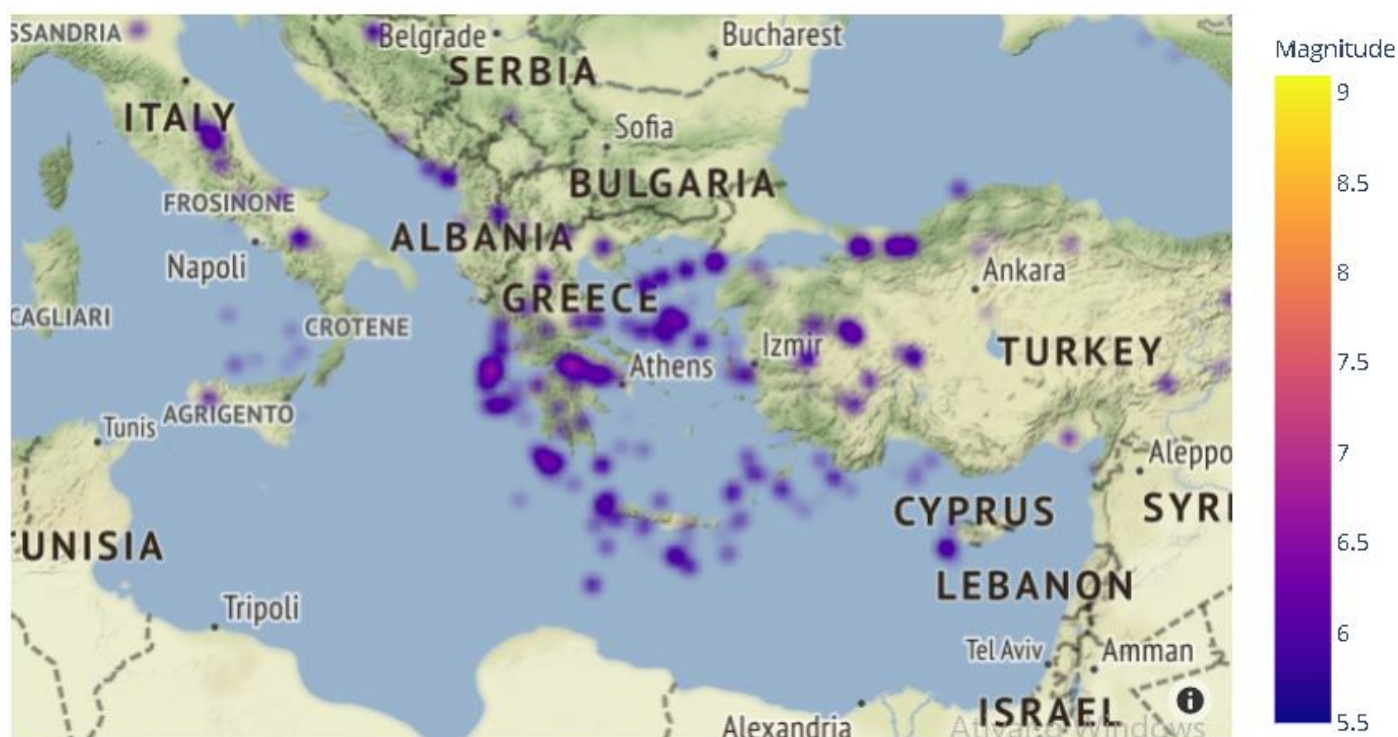 SSANDRIA
Belgrade
Bucharest
Magnitude
SERBIA
9
ITALY
Sofia
8.5
BULGARIA
FROSINONE
ALBANIA
8
Napoli
Ankara
GREECE
CAGLIARI
CROTENE
7.5
Izmir
TURKEY
Athens
AGRIGENTO
Tunis
7
Aleppo
CYPRUS
SYRI
UNISIA
6.5
LEBANON
Tripoli
6
Tel Aviv
Amman
ISRAEL
i
Alexandria
Windows
5.5